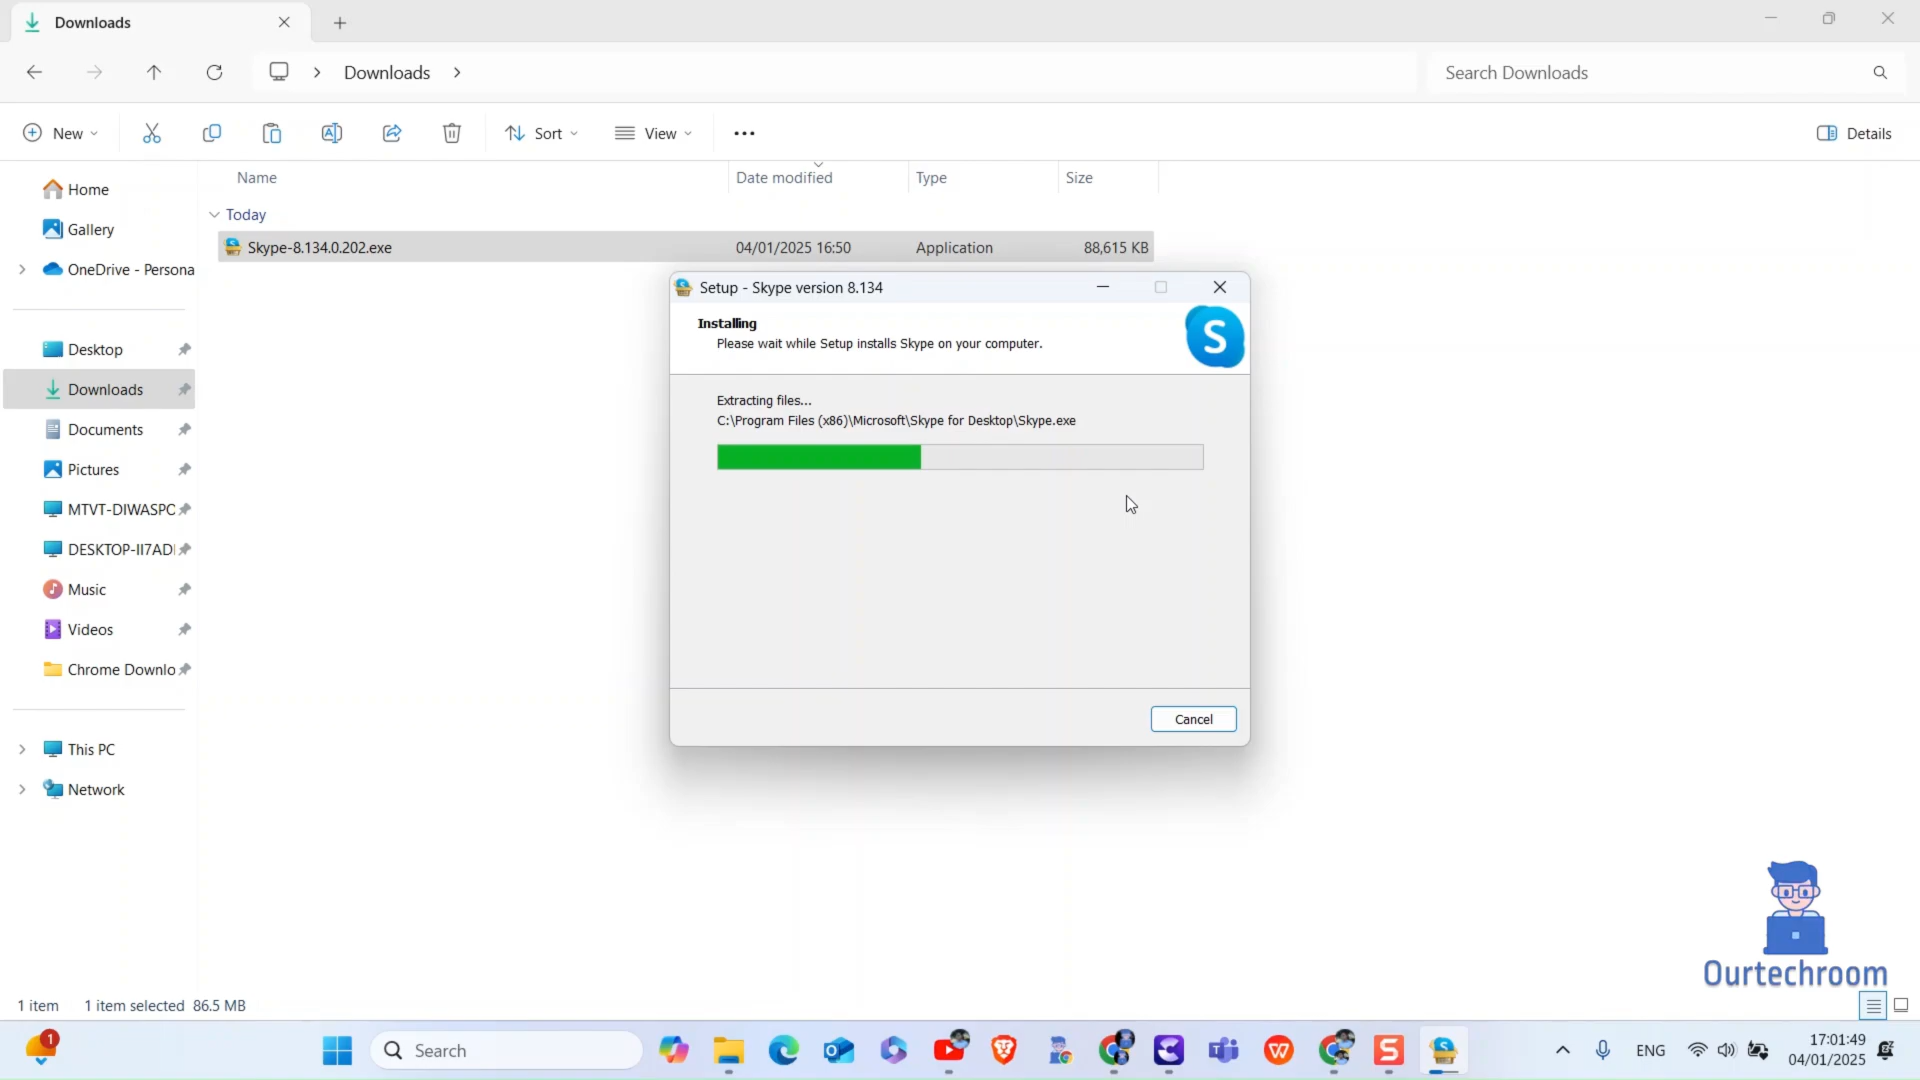 Downloads
Downloads
Search Downloads
New
Sort
View
Details
Name
Date modified
Type
Size
Home
Gallery
OneDrive - Persona
Desktop
Downloads
Documents
Pictures
MTVT-DIWASPC
DESKTOP-II7ADI
Music
Videos
Chrome Downlo
This PC
Network
Today
Skype-8.134.0.202.exe 04/01/2025 16:50 Application 88,615 KB
Setup - Skype version 8.134
Installing
Please wait while Setup installs Skype on your computer.
S
Extracting files...
C:\Program Files (x86)\Microsoft\Skype for Desktop\Skype.exe
Cancel
Ourtechroom
1 item 1 item selected 86.5 MB
1
Search
ENG
17:01:49
04/01/2025